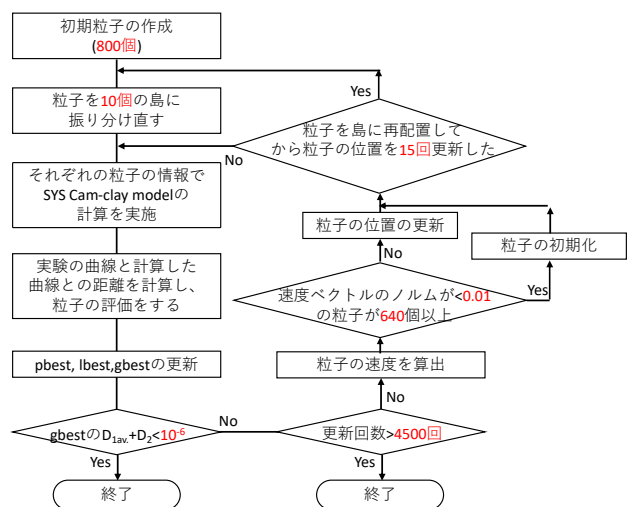 初期粒子の作成
(800個)
粒子を10個の島に
振り分け直す
それぞれの粒子の情報で
SYS Cam-clay modelの
計算を実施
実験の曲線と計算した
曲線との距離を計算し、
粒子の評価をする
pbest, lbest,gbestの更新
gbestのD1av.+D2<10-6
No
Yes
終了
更新回数>4500回
Yes
終了
No
粒子の速度を算出
速度ベクトルのノルムが<0.01
の粒子が640個以上
Yes
粒子の初期化
No
粒子の位置の更新
粒子を島に再配置して
から粒子の位置を15回更新した
No
Yes